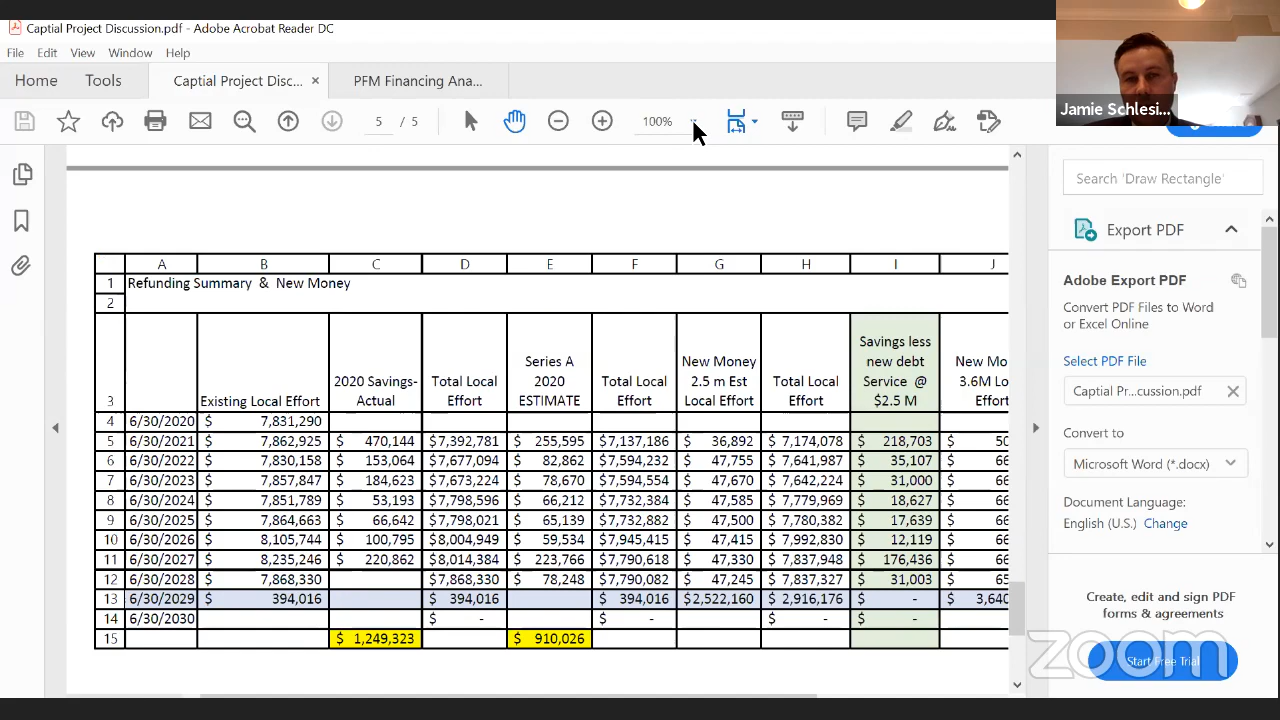 Captial Project Discussion.pdf - Adobe Acrobat Reader DC
File Edit View Window Help
Home Tools Captial Project Disc... × PFM Financing Ana...
5 / 5 100%
Jamie Schlesi...
Search 'Draw Rectangle'
Export PDF
Adobe Export PDF
Convert PDF Files to Word
or Excel Online
Select PDF File
Captial Pr...cussion.pdf
Convert to
Microsoft Word (*.docx)
Document Language:
English (U.S.) Change
Create, edit and sign PDF
forms & agreements
Start Free Trial
zoom
A B C D E F G H I J
1 Refunding Summary & New Money
2
3 Existing Local Effort 2020 Savings- Actual Total Local Effort Series A 2020 ESTIMATE Total Local Effort New Money 2.5 m Est Local Effort Total Local Effort Savings less new debt Service @ $2.5 M New Mo 3.6M Lo Effort
4 6/30/2020 $ 7,831,290
5 6/30/2021 $ 7,862,925 $ 470,144 $7,392,781 $ 255,595 $7,137,186 $ 36,892 $ 7,174,078 $ 218,703 $ 50
6 6/30/2022 $ 7,830,158 $ 153,064 $7,677,094 $ 82,862 $7,594,232 $ 47,755 $ 7,641,987 $ 35,107 $ 66
7 6/30/2023 $ 7,857,847 $ 184,623 $7,673,224 $ 78,670 $7,594,554 $ 47,670 $ 7,642,224 $ 31,000 $ 66
8 6/30/2024 $ 7,851,789 $ 53,193 $7,798,596 $ 66,212 $7,732,384 $ 47,585 $ 7,779,969 $ 18,627 $ 66
9 6/30/2025 $ 7,864,663 $ 66,642 $7,798,021 $ 65,139 $7,732,882 $ 47,500 $ 7,780,382 $ 17,639 $ 66
10 6/30/2026 $ 8,105,744 $ 100,795 $8,004,949 $ 59,534 $7,945,415 $ 47,415 $ 7,992,830 $ 12,119 $ 66
11 6/30/2027 $ 8,235,246 $ 220,862 $8,014,384 $ 223,766 $7,790,618 $ 47,330 $ 7,837,948 $ 176,436 $ 66
12 6/30/2028 $ 7,868,330 $7,868,330 $ 78,248 $7,790,082 $ 47,245 $ 7,837,327 $ 31,003 $ 65
13 6/30/2029 $ 394,016 $ 394,016 $ 394,016 $2,522,160 $ 2,916,176 $ - $ 3,640
14 6/30/2030 $ - $ - $ - $ -
15 $ 1,249,323 $ 910,026